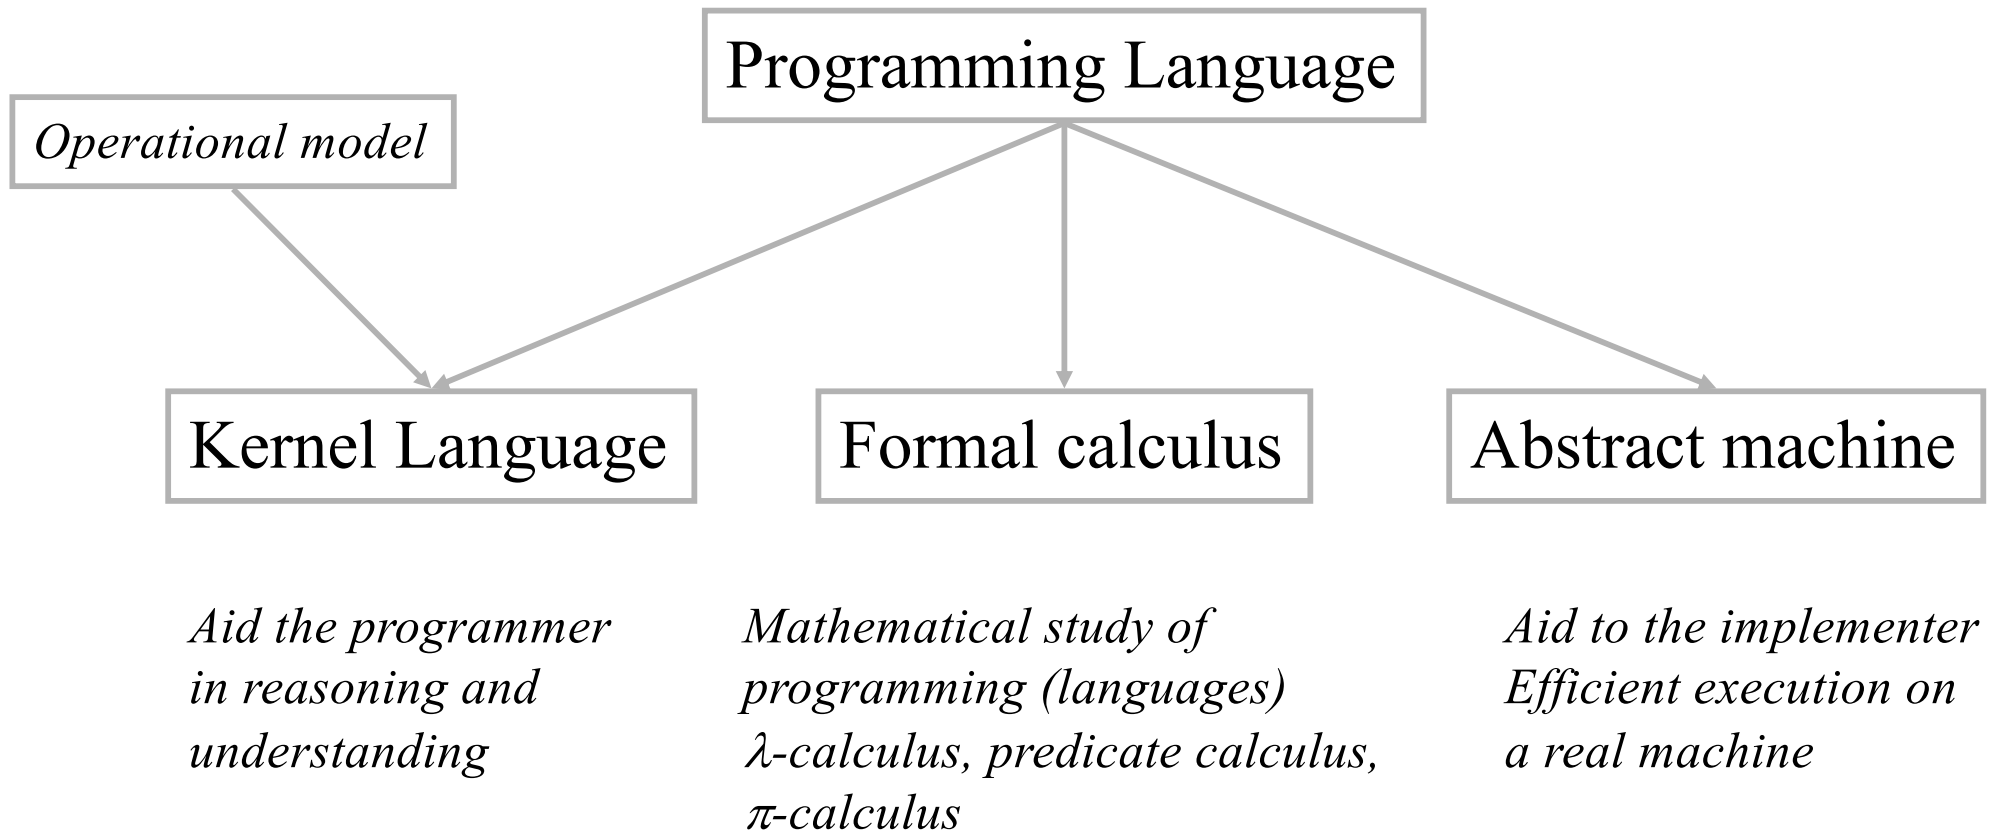 Programming Language
Operational model
Kernel Language
Formal calculus
Abstract machine
Aid the programmer
in reasoning and
understanding
Mathematical study of
programming (languages)
λ-calculus, predicate calculus,
π-calculus
Aid to the implementer
Efficient execution on
a real machine